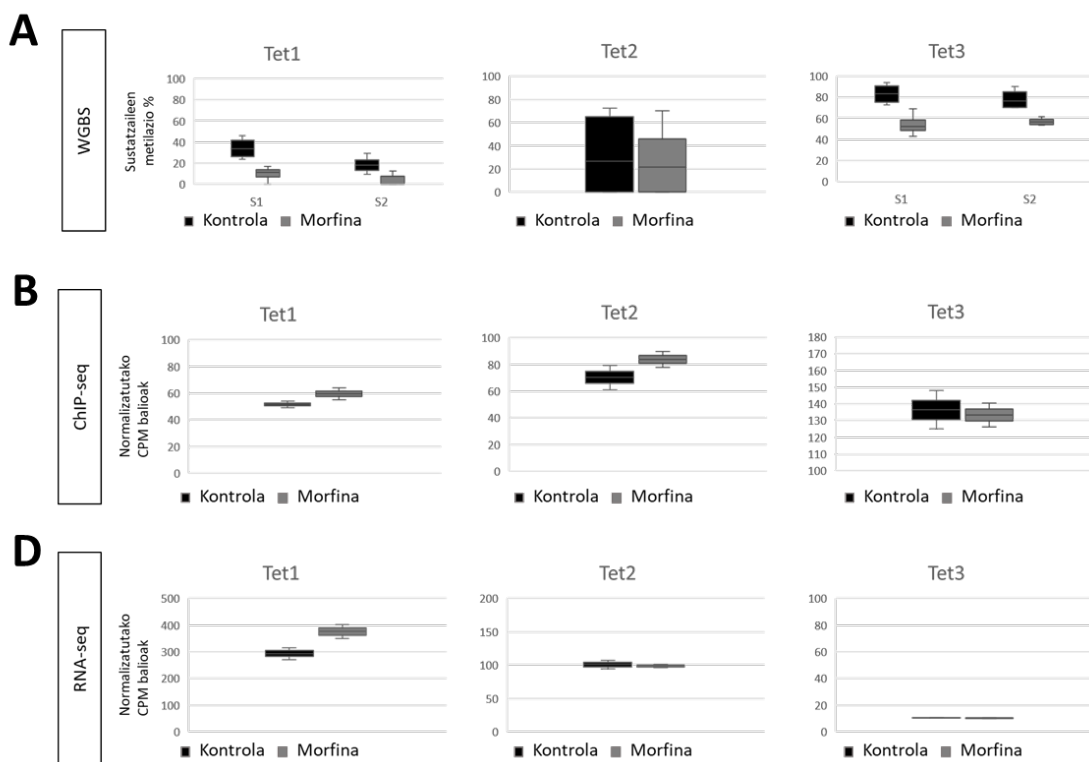 A
WGBS
Sustatzaileen
metilazio %
Tet1
100
80
60
40
20
0
S1
S2
Kontrola
Morfina
Tet2
100
80
60
40
20
0
Kontrola
Morfina
Tet3
100
80
60
40
20
0
S1
S2
Kontrola
Morfina
B
ChIP-seq
Normalizatutako
CPM balioak
Tet1
100
80
60
40
20
0
Kontrola
Morfina
Tet2
100
80
60
40
20
0
Kontrola
Morfina
Tet3
180
170
160
150
140
130
120
110
100
Kontrola
Morfina
D
RNA-seq
Normalizatutako
CPM balioak
Tet1
500
400
300
200
100
0
Kontrola
Morfina
Tet2
200
150
100
50
0
Kontrola
Morfina
Tet3
100
80
60
40
20
0
Kontrola
Morfina